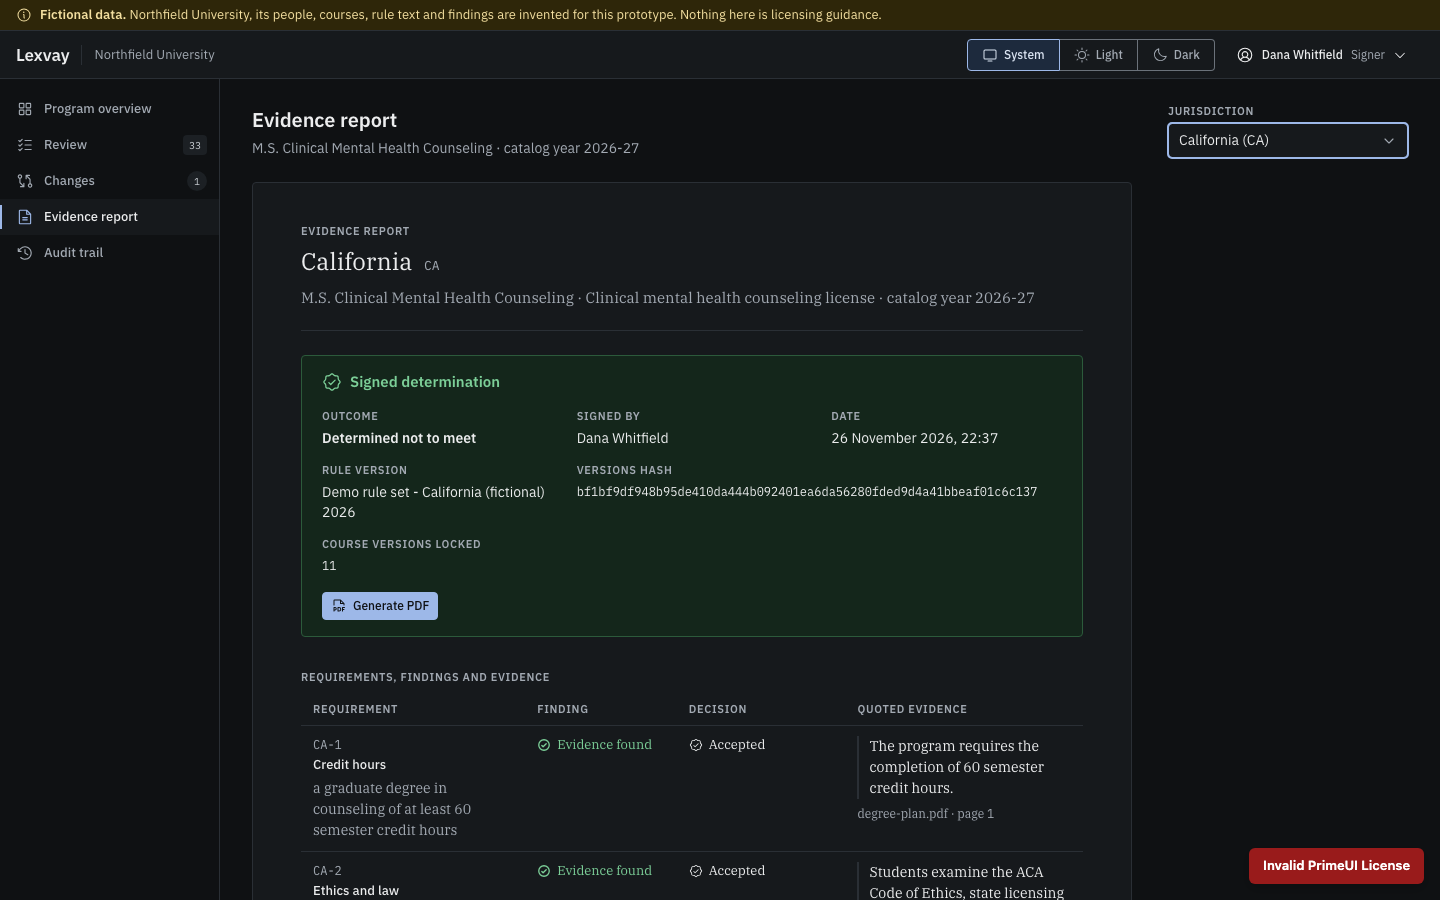 Fictional data. Northfield University, its people, courses, rule text and findings are invented for this prototype. Nothing here is licensing guidance.
Lexvay
Northfield University
System
Light
Dark
Dana Whitfield Signer
Program overview
Review 33
Changes 1
Evidence report
Audit trail
Evidence report
M.S. Clinical Mental Health Counseling · catalog year 2026-27
JURISDICTION
California (CA)
EVIDENCE REPORT
California CA
M.S. Clinical Mental Health Counseling · Clinical mental health counseling license · catalog year 2026-27
Signed determination
OUTCOME
Determined not to meet
SIGNED BY
Dana Whitfield
DATE
26 November 2026, 22:37
RULE VERSION
Demo rule set - California (fictional)
2026
VERSIONS HASH
bf1bf9df948b95de410da444b092401ea6da56280fded9d4a41bbeaf01c6c137
COURSE VERSIONS LOCKED
11
PDF Generate PDF
REQUIREMENTS, FINDINGS AND EVIDENCE
REQUIREMENT FINDING DECISION QUOTED EVIDENCE
CA-1
Credit hours
a graduate degree in
counseling of at least 60
semester credit hours
Evidence found
Accepted
The program requires the
completion of 60 semester
credit hours.
degree-plan.pdf · page 1
CA-2
Ethics and law
Evidence found
Accepted
Students examine the ACA
Code of Ethics, state licensing
Invalid PrimeUI License